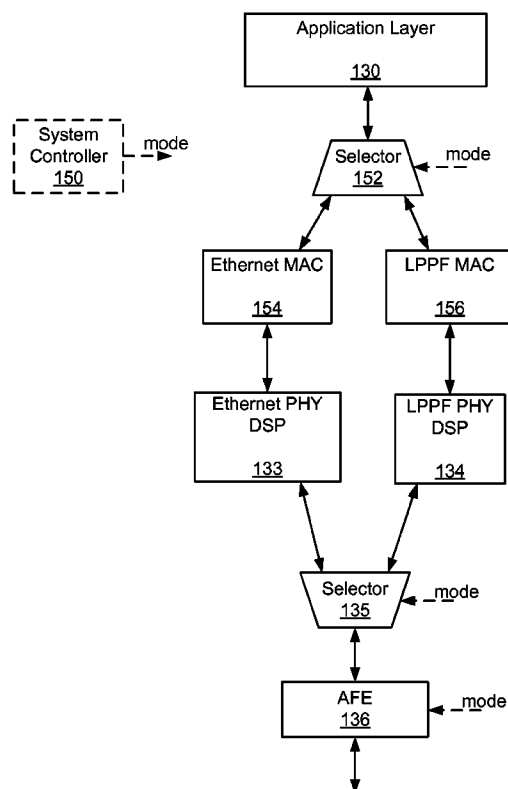 Application Layer
130
System
Controller
150
mode
Selector
152
mode
Ethernet MAC
154
LPPF MAC
156
Ethernet PHY
DSP
133
LPPF PHY
DSP
134
Selector
135
mode
AFE
136
mode